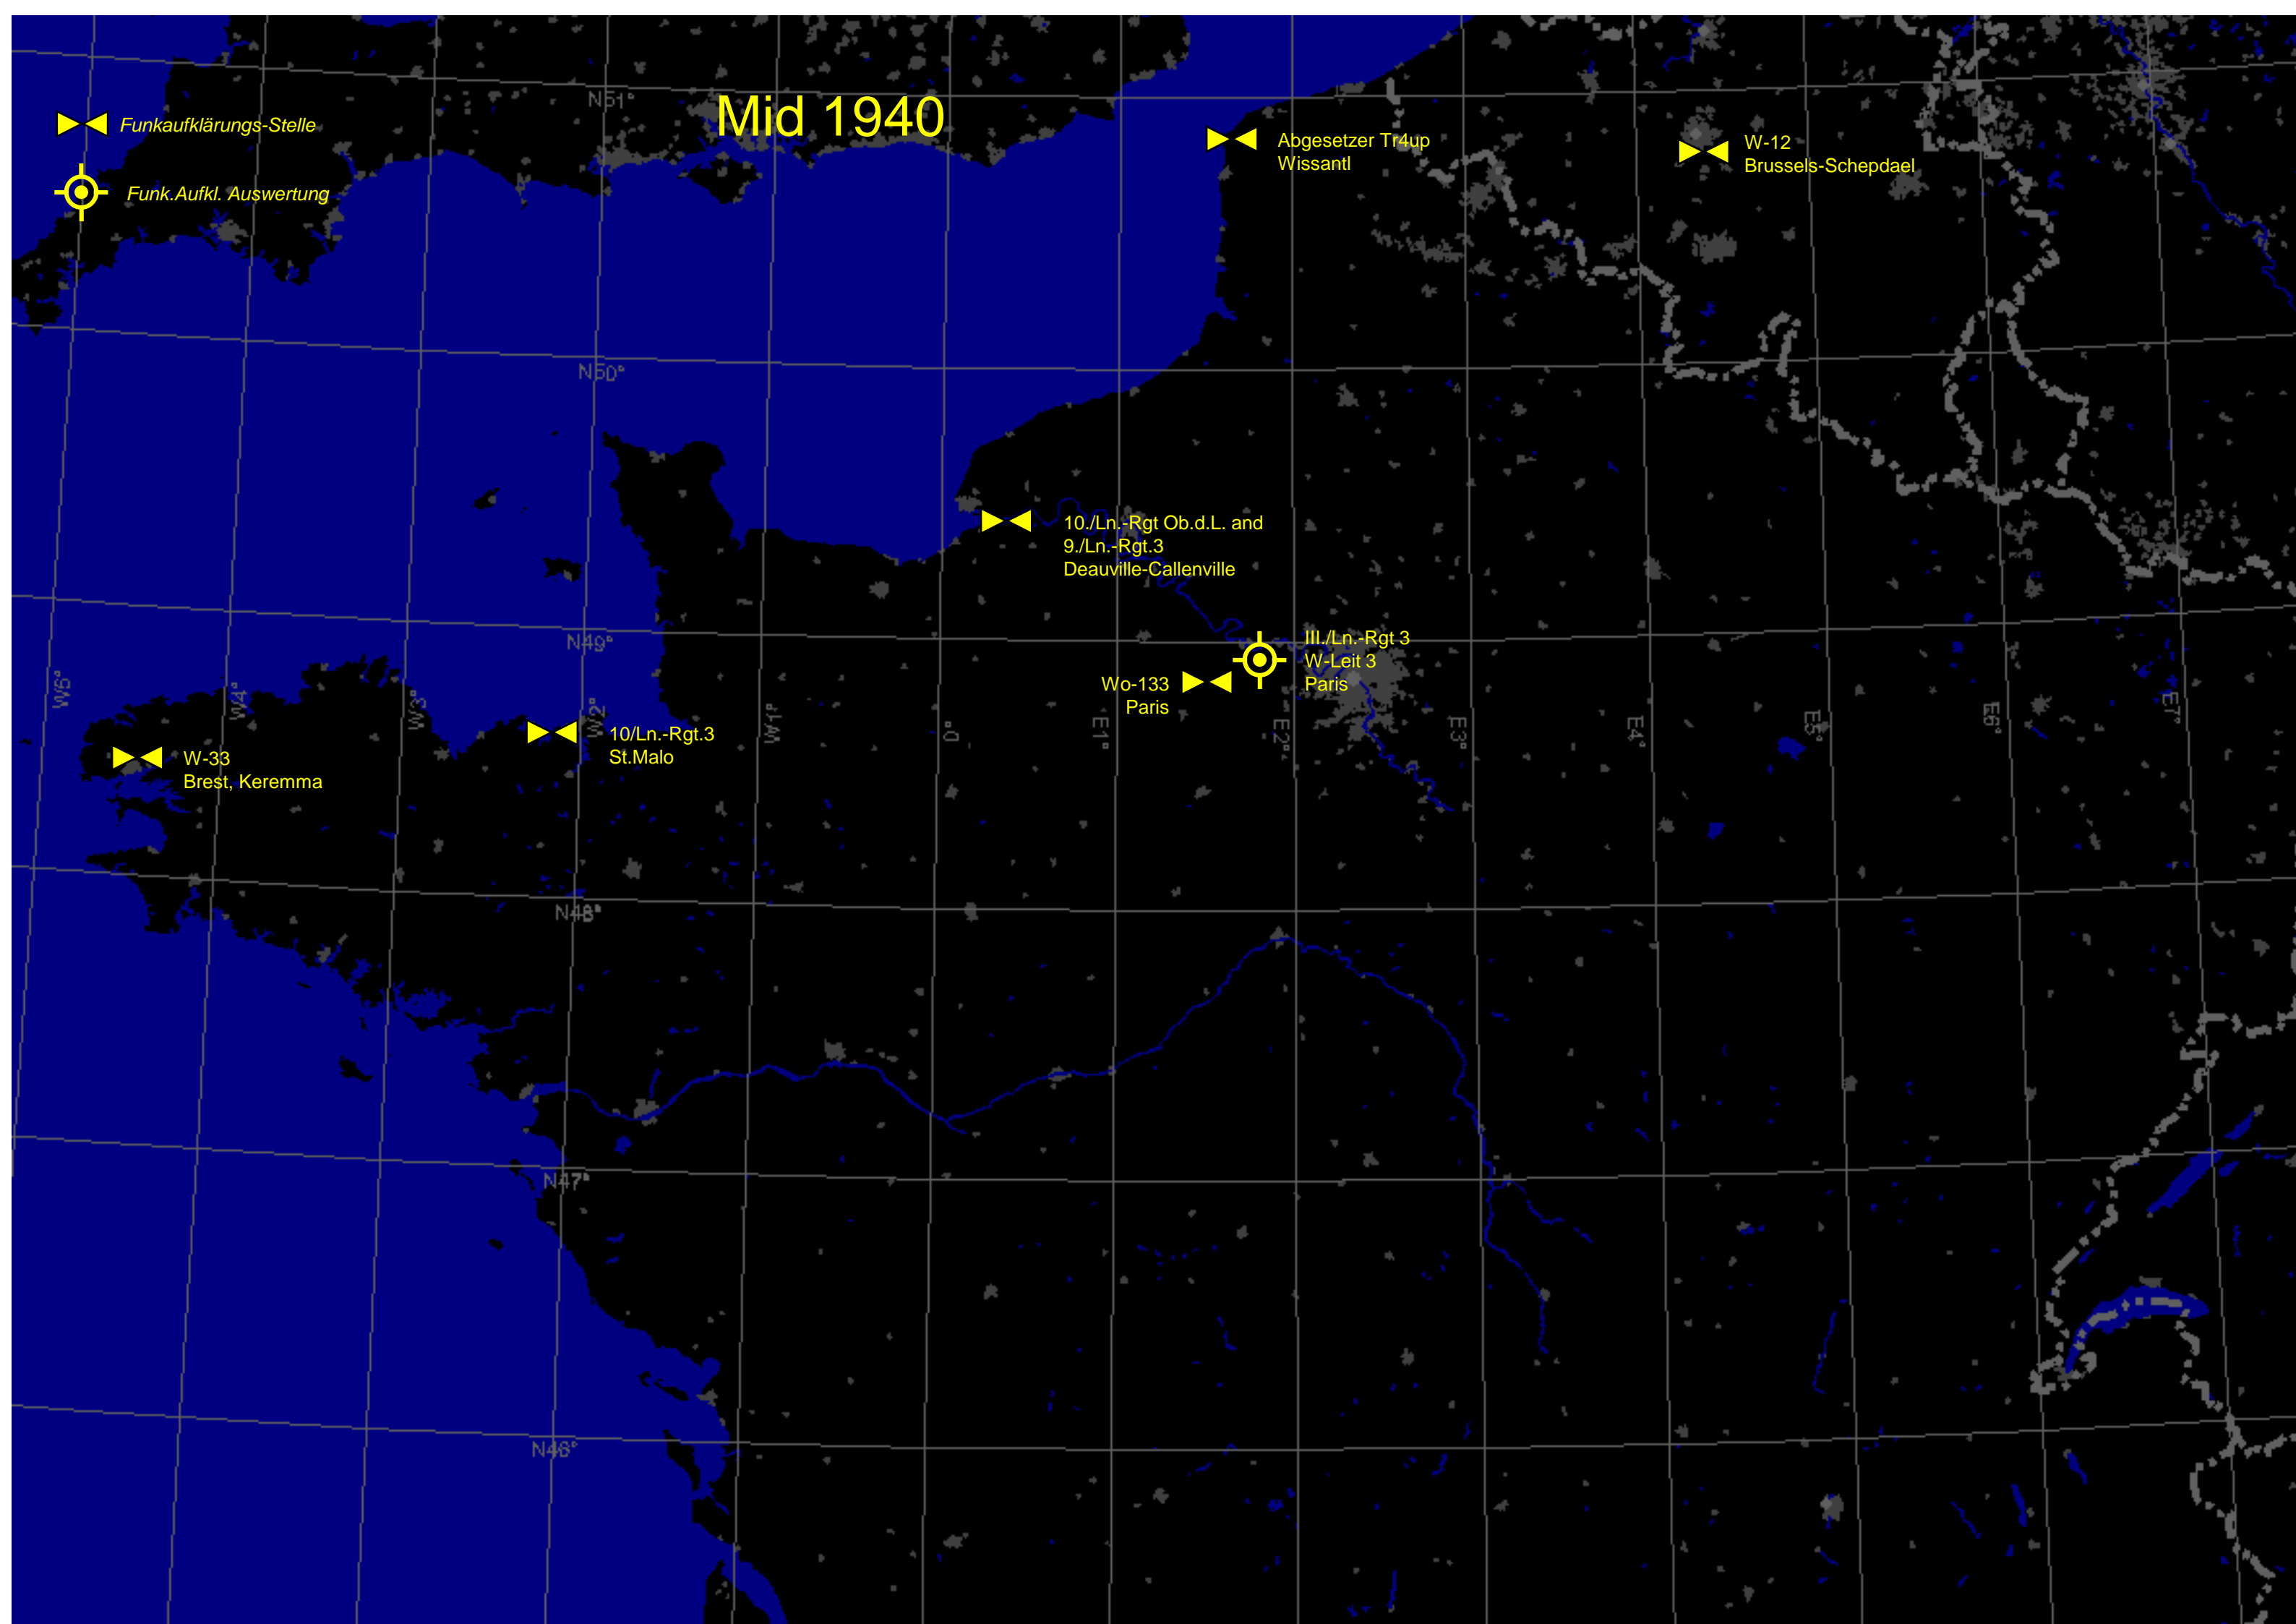 Mid 1940
N51°
Funkaufklärungs-Stelle
Funk.Aufkl. Auswertung
Abgesetzer Tr4up
Wissantl
W-12
Brussels-Schepdael
N50°
10./Ln.-Rgt Ob.d.L. and
9./Ln.-Rgt.3
Deauville-Callenville
N49°
III./Ln.-Rgt 3
W-Leit 3
Paris
Wo-133
Paris
W5°
W4°
W3°
W2°
W1°
0°
E1°
E2°
E3°
E4°
E5°
E6°
E7°
10/Ln.-Rgt.3
St.Malo
W-33
Brest, Keremma
N48°
N47°
N46°